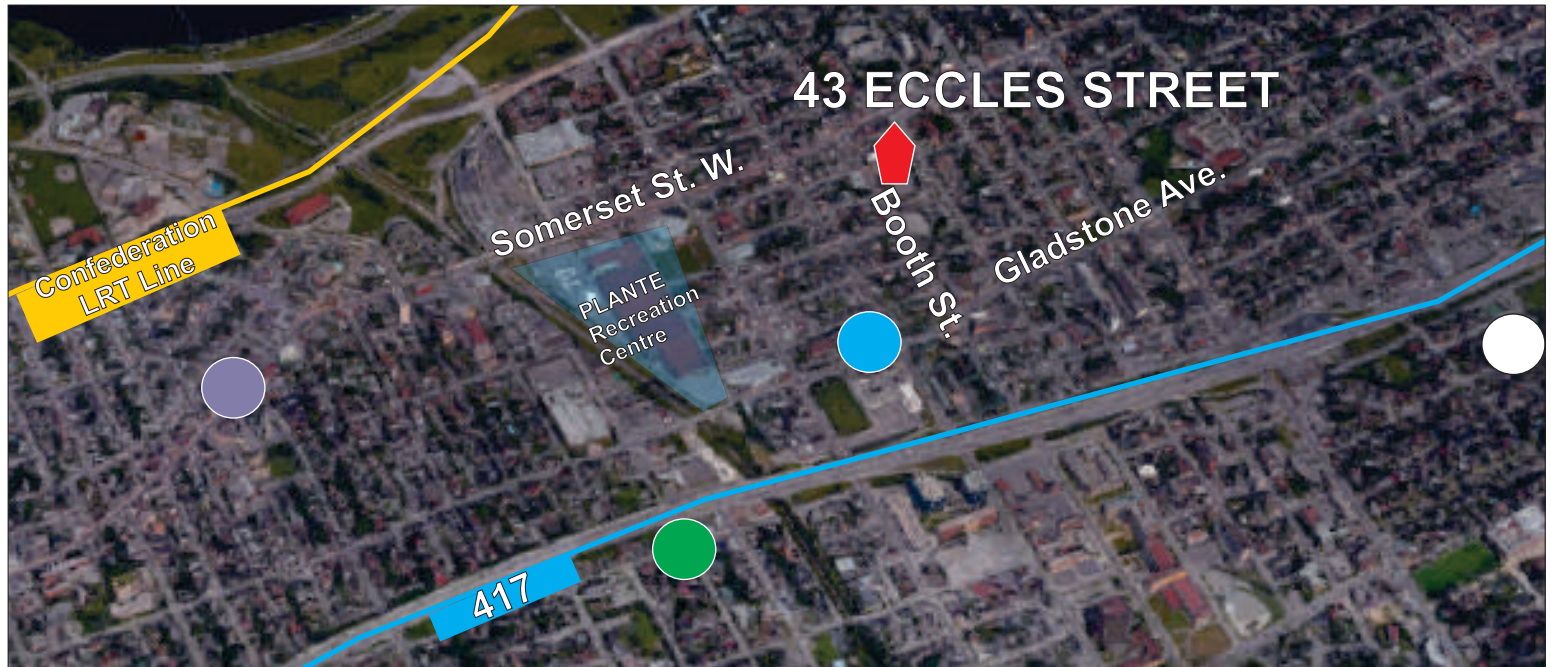 43 ECCLES STREET
Somerset St. W.
Booth St.
Gladstone Ave.
Confederation
LRT Line
PLANTE
Recreation
Centre
417